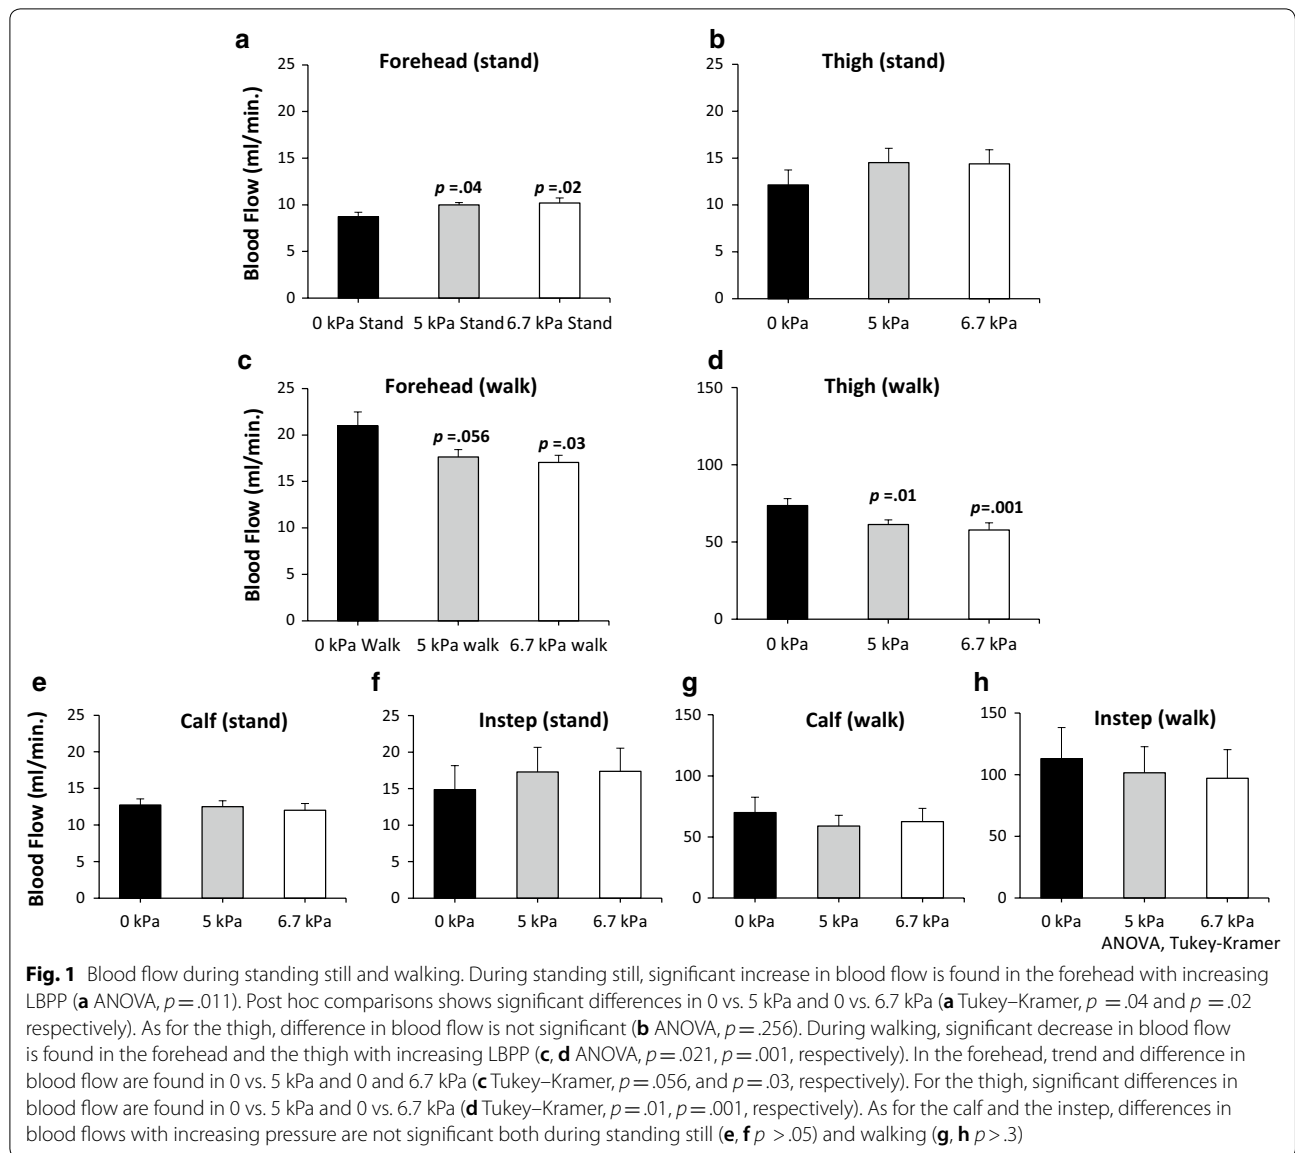 a
Forehead (stand)
Blood Flow (ml/min.)
25
20
15
10
5
0
p =.04
p =.02
0 kPa Stand 5 kPa Stand 6.7 kPa Stand
b
Thigh (stand)
25
20
15
10
5
0
0 kPa 5 kPa 6.7 kPa
c
Forehead (walk)
Blood Flow (ml/min.)
25
20
15
10
5
0
p =.056
p =.03
0 kPa Walk 5 kPa walk 6.7 kPa walk
d
Thigh (walk)
150
100
50
0
p =.01
p=.001
0 kPa 5 kPa 6.7 kPa
e
Calf (stand)
Blood Flow (ml/min.)
25
20
15
10
5
0
0 kPa 5 kPa 6.7 kPa
f
Instep (stand)
25
20
15
10
5
0
0 kPa 5 kPa 6.7 kPa
g
Calf (walk)
150
100
50
0
0 kPa 5 kPa 6.7 kPa
h
Instep (walk)
150
100
50
0
0 kPa 5 kPa 6.7 kPa
ANOVA, Tukey-Kramer
Fig. 1 Blood flow during standing still and walking. During standing still, significant increase in blood flow is found in the forehead with increasing
LBPP (a ANOVA, p = .011). Post hoc comparisons shows significant differences in 0 vs. 5 kPa and 0 vs. 6.7 kPa (a Tukey–Kramer, p = .04 and p = .02
respectively). As for the thigh, difference in blood flow is not significant (b ANOVA, p = .256). During walking, significant decrease in blood flow
is found in the forehead and the thigh with increasing LBPP (c, d ANOVA, p = .021, p = .001, respectively). In the forehead, trend and difference in
blood flow are found in 0 vs. 5 kPa and 0 and 6.7 kPa (c Tukey–Kramer, p = .056, and p = .03, respectively). For the thigh, significant differences in
blood flow are found in 0 vs. 5 kPa and 0 vs. 6.7 kPa (d Tukey–Kramer, p = .01, p = .001, respectively). As for the calf and the instep, differences in
blood flows with increasing pressure are not significant both during standing still (e, f p > .05) and walking (g, h p > .3)